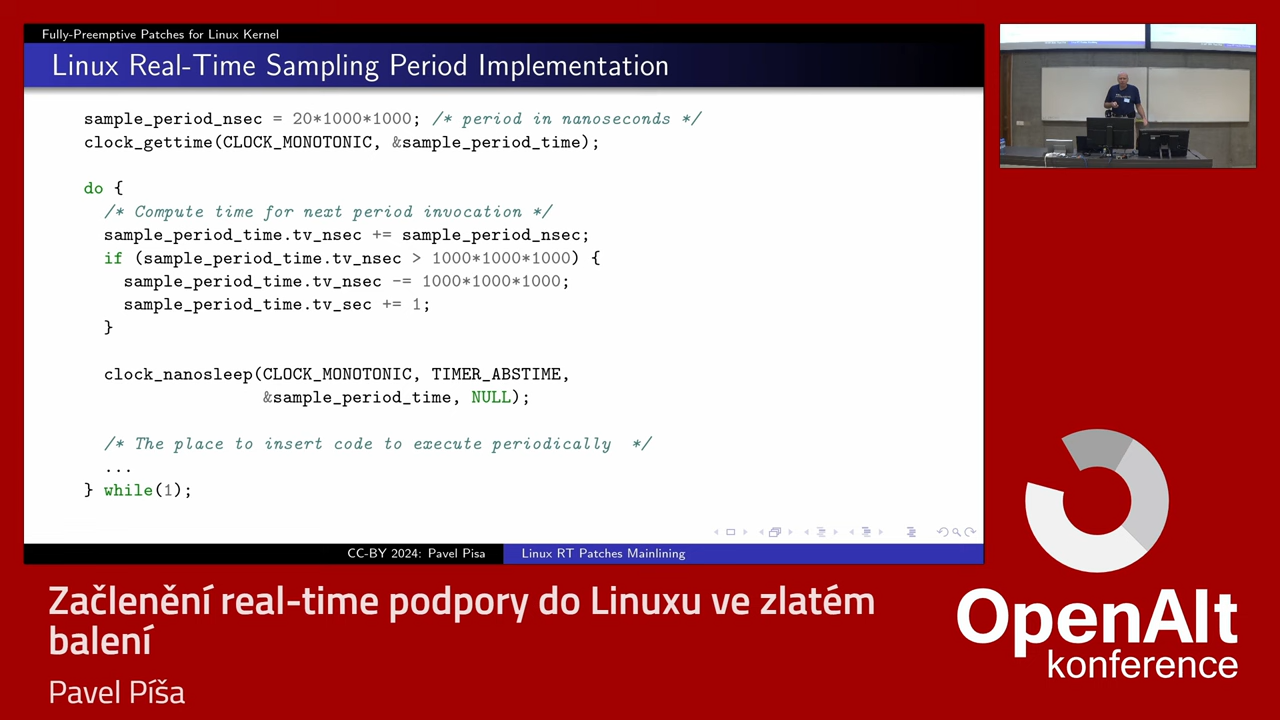 Fully-Preemptive Patches for Linux Kernel
Linux Real-Time Sampling Period Implementation
sample_period_nsec = 20*1000*1000; /* period in nanoseconds */
clock_gettime(CLOCK_MONOTONIC, &sample_period_time);
do {
/* Compute time for next period invocation */
sample_period_time.tv_nsec += sample_period_nsec;
if (sample_period_time.tv_nsec > 1000*1000*1000) {
sample_period_time.tv_nsec -= 1000*1000*1000;
sample_period_time.tv_sec += 1;
}
clock_nanosleep(CLOCK_MONOTONIC, TIMER_ABSTIME,
&sample_period_time, NULL);
/* The place to insert code to execute periodically */
...
} while(1);
CC-BY 2024: Pavel Pisa Linux RT Patches Mainlining
Začlenění real-time podpory do Linuxu ve zlatém
balení
Pavel Píša
OpenAlt
konference